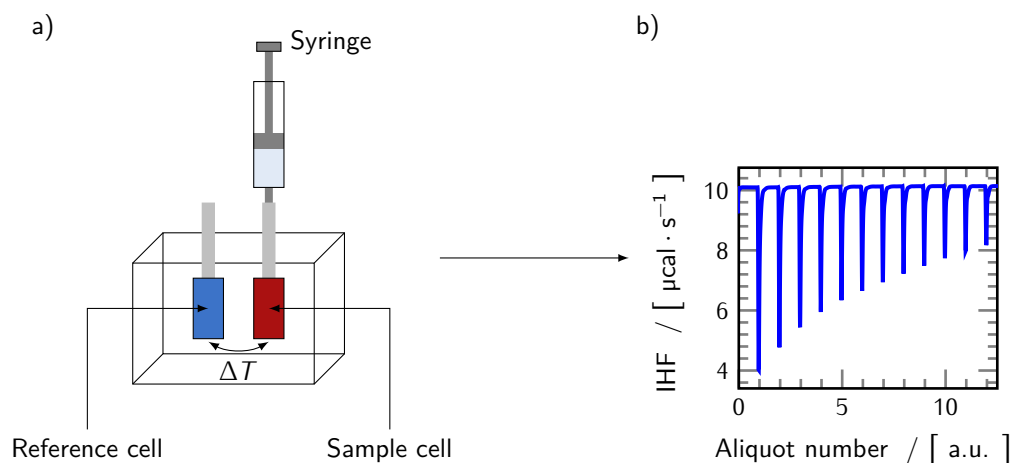 a)
Syringe
ΔT
Reference cell
Sample cell
b)
IHF / [ µcal · s⁻¹ ]
10
8
6
4
0
5
10
Aliquot number / [ a.u. ]